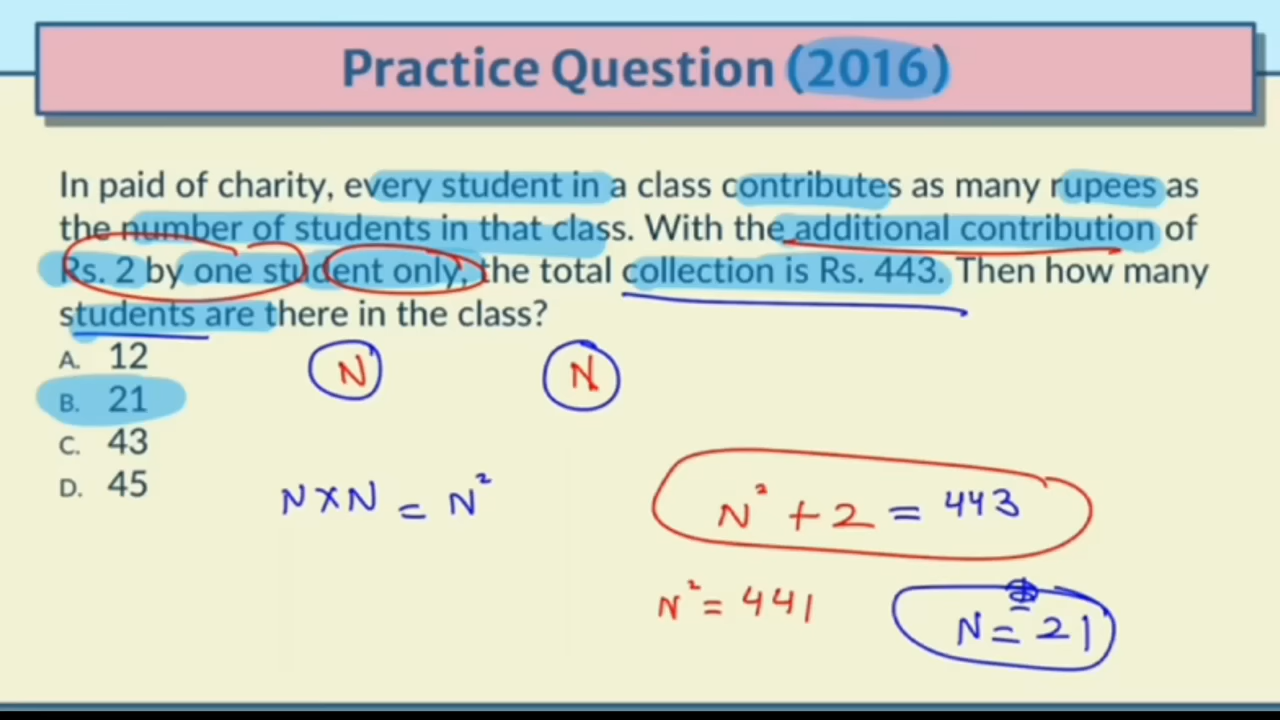 Practice Question (2016)
In paid of charity, every student in a class contributes as many rupees as
the number of students in that class. With the additional contribution of
Rs. 2 by one student only, the total collection is Rs. 443. Then how many
students are there in the class?
A. 12
B. 21
C. 43
D. 45
N N
N × N = N²
N² + 2 = 443
N² = 441
N = 21